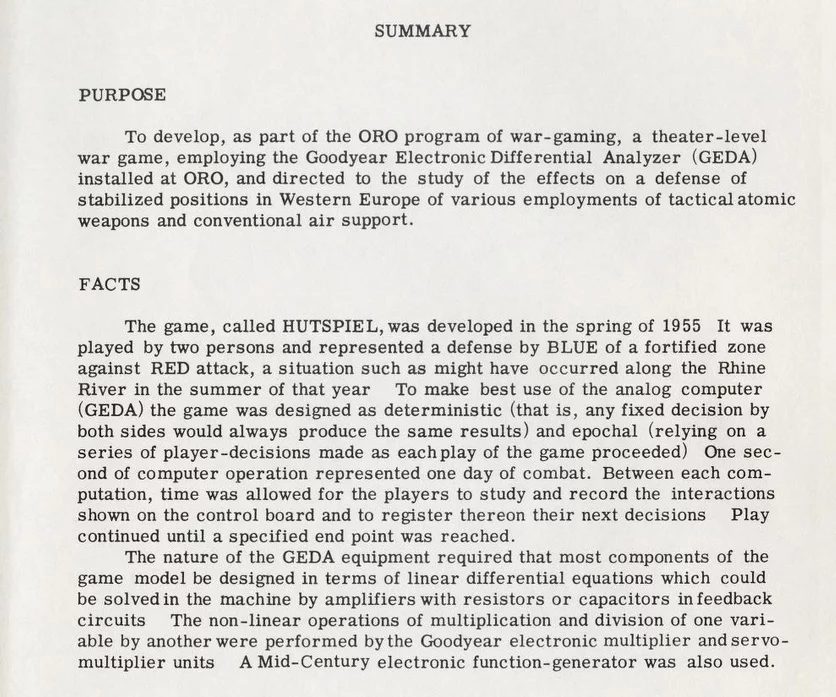 SUMMARY
PURPOSE
To develop, as part of the ORO program of war-gaming, a theater-level
war game, employing the Goodyear Electronic Differential Analyzer (GEDA)
installed at ORO, and directed to the study of the effects on a defense of
stabilized positions in Western Europe of various employments of tactical atomic
weapons and conventional air support.
FACTS
The game, called HUTSPIEL, was developed in the spring of 1955 It was
played by two persons and represented a defense by BLUE of a fortified zone
against RED attack, a situation such as might have occurred along the Rhine
River in the summer of that year To make best use of the analog computer
(GEDA) the game was designed as deterministic (that is, any fixed decision by
both sides would always produce the same results) and epochal (relying on a
series of player-decisions made as each play of the game proceeded) One sec-
ond of computer operation represented one day of combat. Between each com-
putation, time was allowed for the players to study and record the interactions
shown on the control board and to register thereon their next decisions Play
continued until a specified end point was reached.
The nature of the GEDA equipment required that most components of the
game model be designed in terms of linear differential equations which could
be solved in the machine by amplifiers with resistors or capacitors in feedback
circuits The non-linear operations of multiplication and division of one vari-
able by another were performed by the Goodyear electronic multiplier and servo-
multiplier units A Mid-Century electronic function-generator was also used.